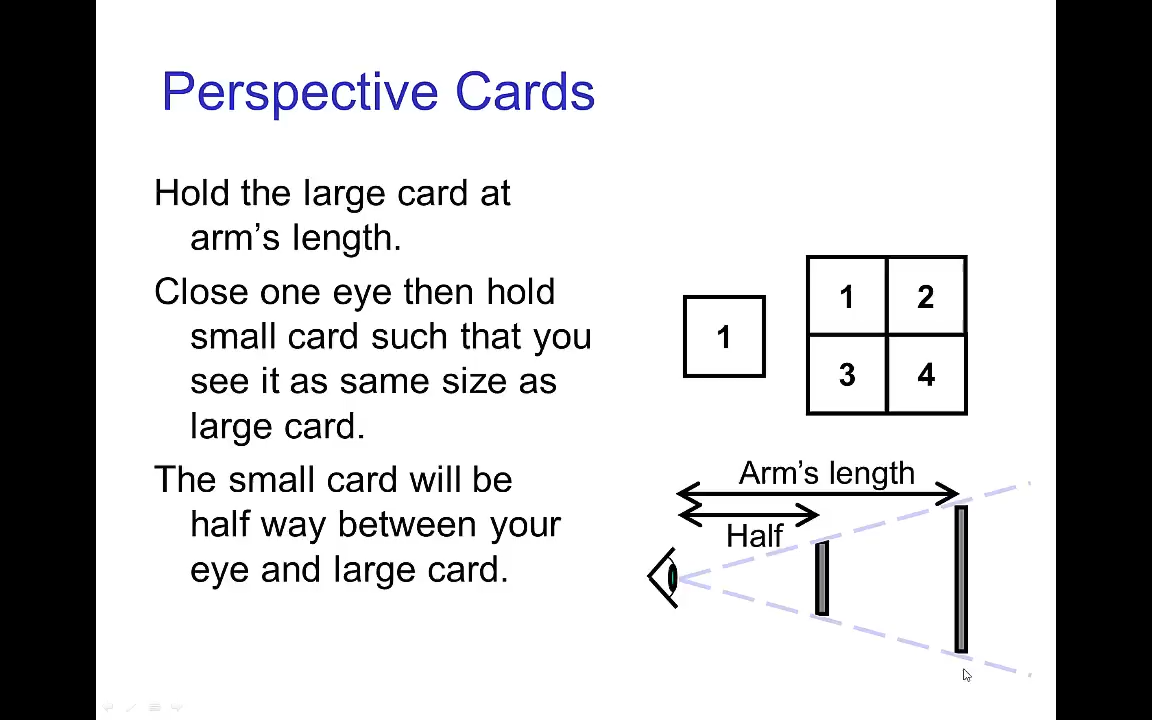 Perspective Cards
Hold the large card at
arm’s length.
Close one eye then hold
small card such that you
see it as same size as
large card.
The small card will be
half way between your
eye and large card.
1
1 2
3 4
Arm’s length
Half